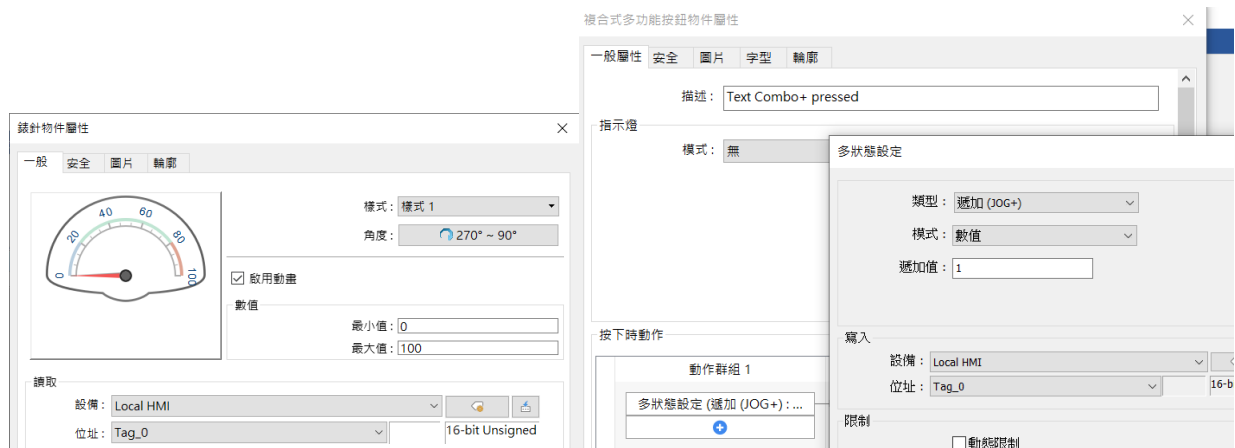 複合式多功能按鈕物件屬性
一般屬性 安全 圖片 字型 輪廓
描述： Text Combo+ pressed
指示燈
模式： 無
按下時動作
動作群組 1
多狀態設定 (遞加 (JOG+) : ...
錶針物件屬性
一般 安全 圖片 輪廓
0 20 40 60 80 100
樣式： 樣式 1
角度： 270° ~ 90°
啟用動畫
數值
最小值： 0
最大值： 100
讀取
設備： Local HMI
位址： Tag_0 16-bit Unsigned
多狀態設定
類型： 遞加 (JOG+)
模式： 數值
遞加值： 1
寫入
設備： Local HMI
位址： Tag_0 16-b
限制
動態限制